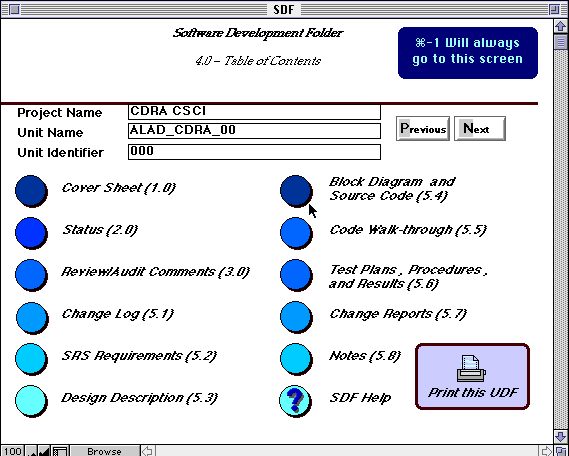 SDF
Software Development Folder
4.0 – Table of Contents
⌘-1 Will always
go to this screen
Project Name
CDRA CSCI
Unit Name
ALAD_CDRA_00
Unit Identifier
000
Previous
Next
Cover Sheet (1.0)
Block Diagram and
Source Code (5.4)
Status (2.0)
Code Walk-through (5.5)
Review/Audit Comments (3.0)
Test Plans, Procedures,
and Results (5.6)
Change Log (5.1)
Change Reports (5.7)
SRS Requirements (5.2)
Notes (5.8)
Design Description (5.3)
?
SDF Help
Print this UDF
100
Browse